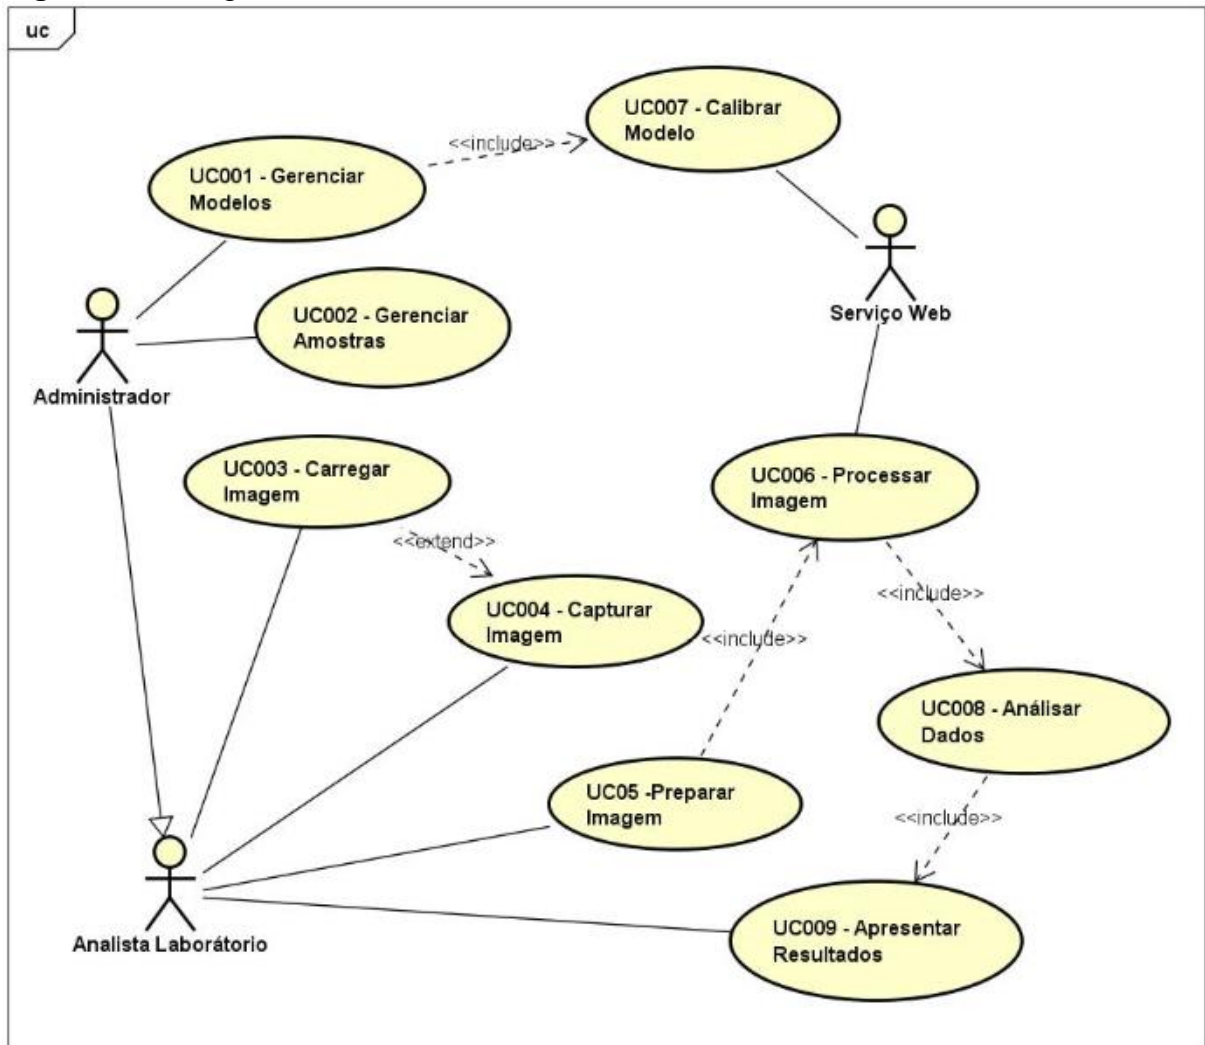 uc
UC007 - Calibrar
Modelo
<<include>>
UC001 - Gerenciar
Modelos
UC002 - Gerenciar
Amostras
Serviço Web
Administrador
UC003 - Carregar
Imagem
UC006 - Processar
Imagem
<<extend>>
UC004 - Capturar
Imagem
<<include>>
<<include>>
UC008 - Análisar
Dados
UC05 -Preparar
Imagem
<<include>>
UC009 - Apresentar
Resultados
Analista Laborátorio